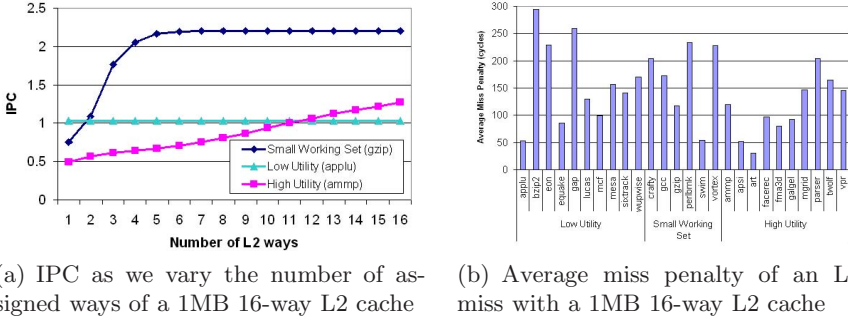 2.5
2
1.5
1
0.5
0
IPC
Small Working Set (gzip)
Low Utility (applu)
High Utility (ammp)
1 2 3 4 5 6 7 8 9 10 11 12 13 14 15 16
Number of L2 ways
(a) IPC as we vary the number of as-
signed ways of a 1MB 16-way L2 cache
300
250
200
150
100
50
0
Average Miss Penalty (cycles)
applu bzip2 eon equake gap lucas mcf mesa sixtrack wupwise crafty gcc gzip perlbmk swim vortex ammp apsi art facerec fma3d galgel mgrid parser twolf vpr
Low Utility
Small Working Set
High Utility
(b) Average miss penalty of an L
miss with a 1MB 16-way L2 cache